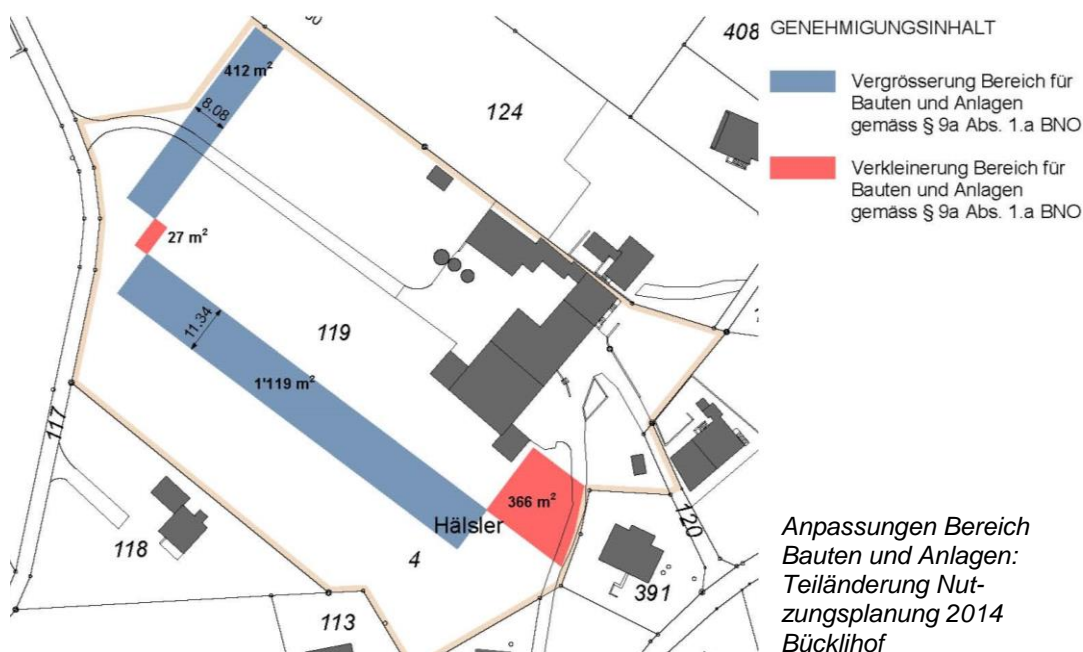 408
412 m²
8.08
124
27 m²
119
11.34
1'119 m²
117
366 m²
Hälsler
118
4
120
391
113
GENEHMIGUNGSINHALT
Vergrösserung Bereich für
Bauten und Anlagen
gemäss § 9a Abs. 1.a BNO
Verkleinerung Bereich für
Bauten und Anlagen
gemäss § 9a Abs. 1.a BNO
Anpassungen Bereich
Bauten und Anlagen:
Teiländerung Nut-
zungsplanung 2014
Bücklihof